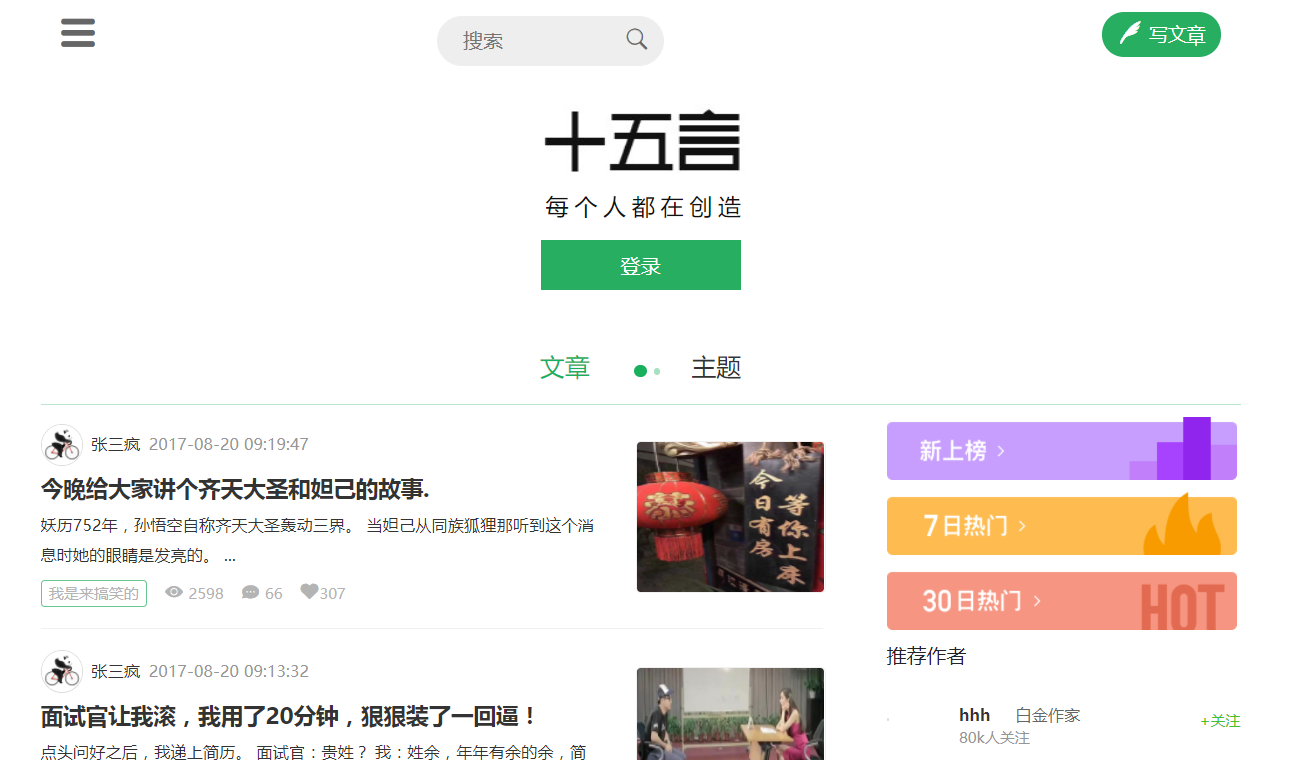 搜索
写文章
十五言
每个人都在创造
登录
文章
主题
张三疯 2017-08-20 09:19:47
今晚给大家讲个齐天大圣和妲己的故事.
妖历752年，孙悟空自称齐天大圣轰动三界。 当妲己从同族狐狸那听到这个消
息时她的眼睛是发亮的。 ...
我是来搞笑的 2598 66 307
今日有房
等你上来
张三疯 2017-08-20 09:13:32
面试官让我滚，我用了20分钟，狠狠装了一回逼！
点头问好之后，我递上简历。 面试官：贵姓？ 我：姓余，年年有余的余，简
新上榜 >
7日热门 >
30日热门 >
HOT
推荐作者
hhh 白金作家
+关注
80k人关注